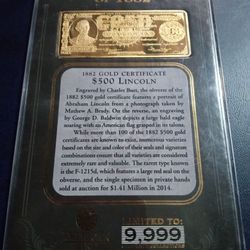 OF 1882
1882 GOLD CERTIFICATE
$500 LINCOLN
Engraved by Charles Burt, the obverse of the
1882 $500 gold certificate features a portrait of
Abraham Lincoln from a photograph taken by
Mathew A. Brady. On the reverse, an engraving
by George D. Baldwin depicts a large bald eagle
soaring with an American flag grasped in its talons.
While more than 100 of the 1882 $500 gold
certificates are known to exist, numerous varieties
based on the size and color of their seals and signature
combinations ensure that all varieties are considered
extremely rare and valuable. The rarest type known
is the F-1215d, which features a large red seal on the
obverse, and the single specimen in private hands
sold at auction for $1.41 Million in 2014.
LIMITED TO:
9,999